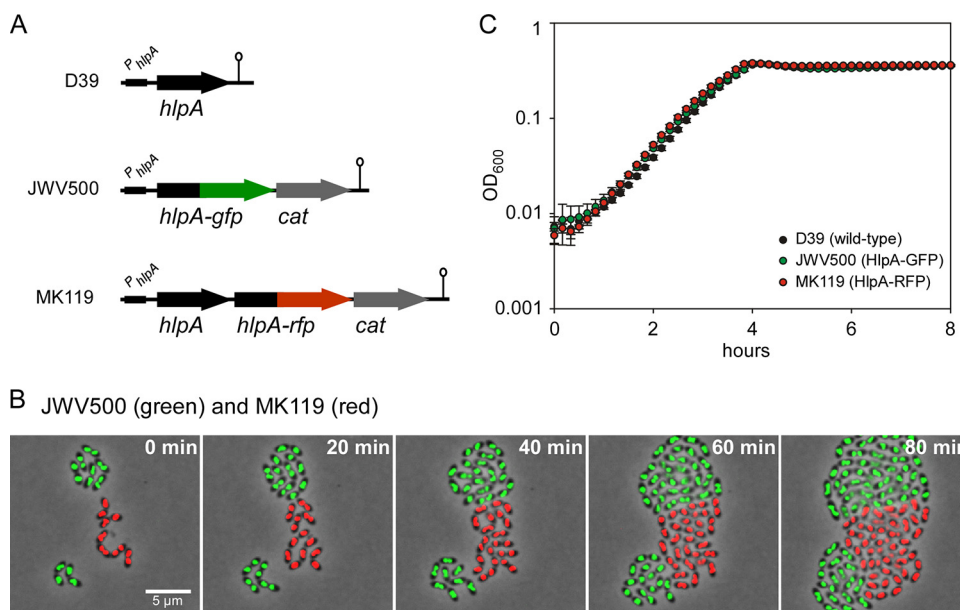 A
D39
P hlpA
hlpA
JWV500
P hlpA
hlpA-gfp
cat
MK119
P hlpA
hlpA
hlpA-rfp
cat
C
1
0.1
0.01
0.001
OD600
0
2
4
6
8
hours
D39 (wild-type)
JWV500 (HlpA-GFP)
MK119 (HlpA-RFP)
B
JWV500 (green) and MK119 (red)
0 min
20 min
40 min
60 min
80 min
5 µm